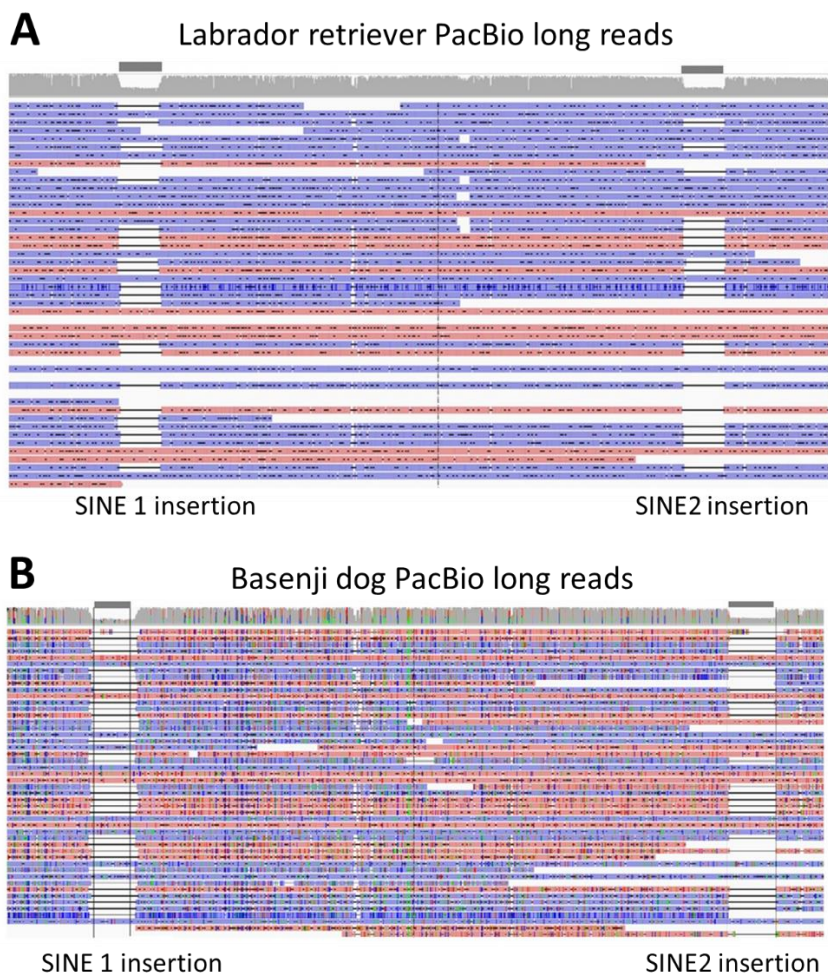 A
Labrador retriever PacBio long reads
SINE 1 insertion
SINE2 insertion
B
Basenji dog PacBio long reads
SINE 1 insertion
SINE2 insertion